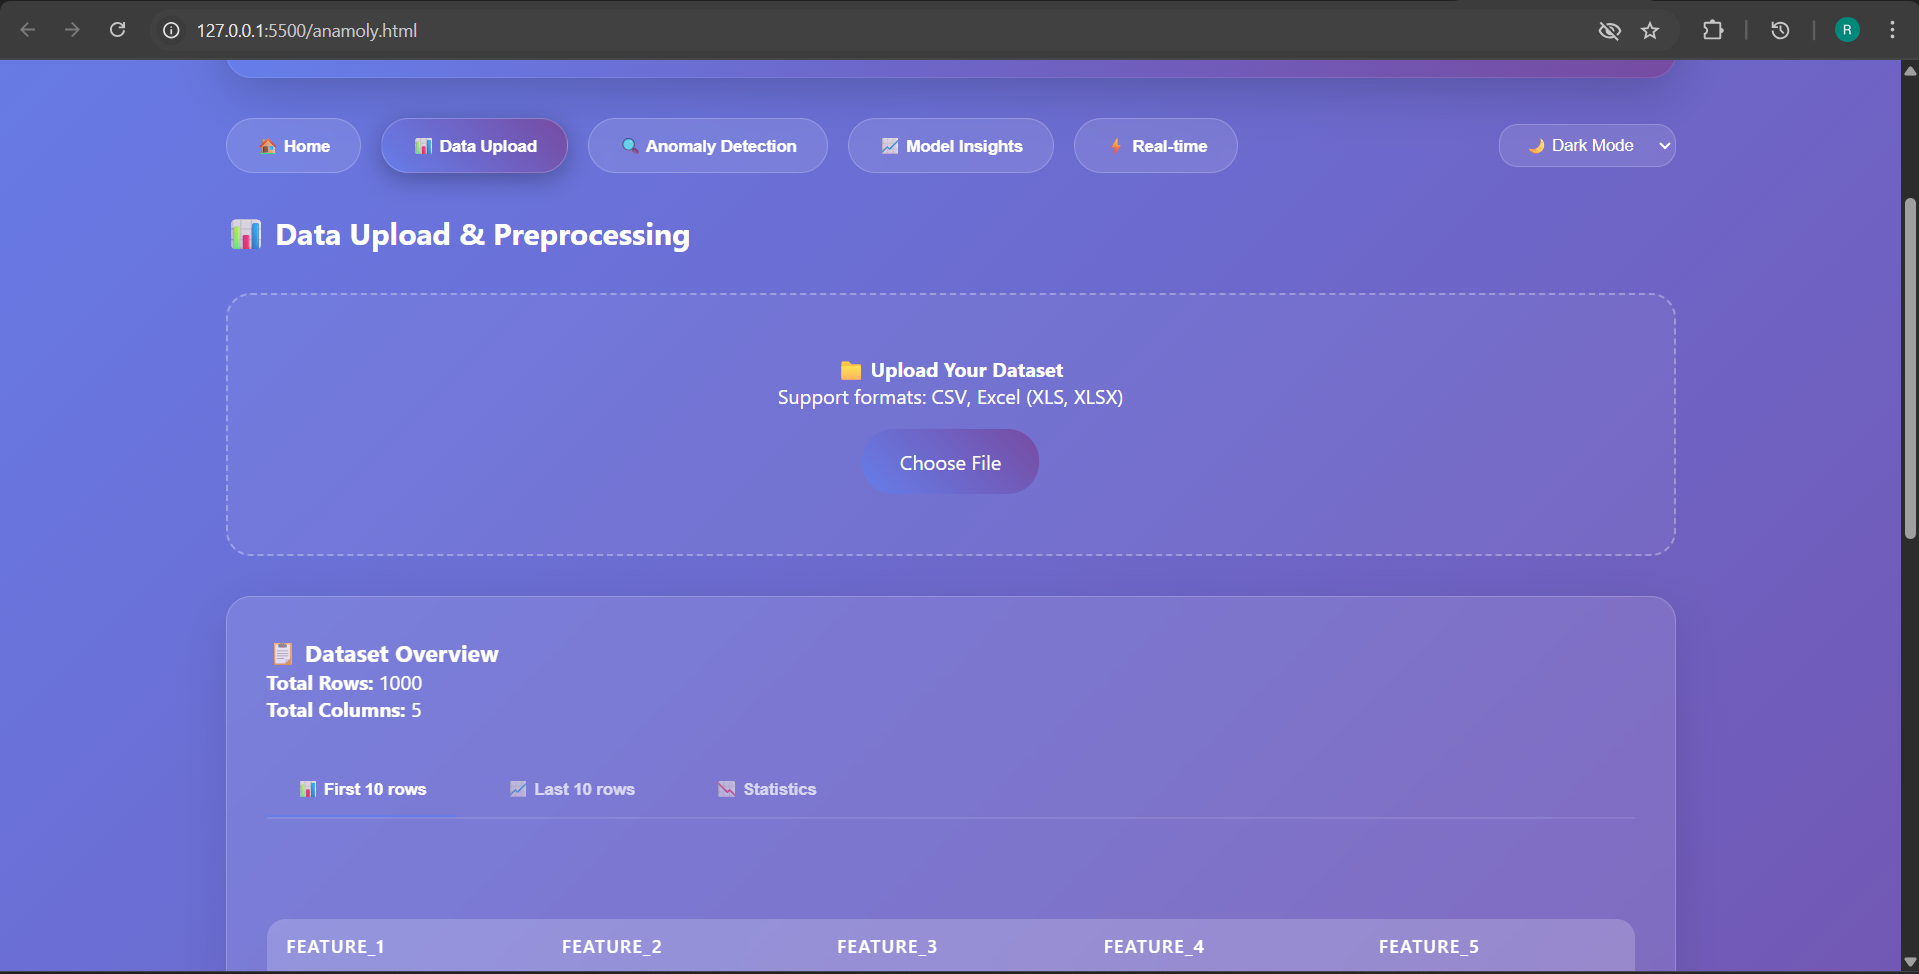 127.0.0.1:5500/anamoly.html
R
Home
Data Upload
Anomaly Detection
Model Insights
Real-time
Dark Mode
Data Upload & Preprocessing
Upload Your Dataset
Support formats: CSV, Excel (XLS, XLSX)
Choose File
Dataset Overview
Total Rows: 1000
Total Columns: 5
First 10 rows
Last 10 rows
Statistics
FEATURE_1 FEATURE_2 FEATURE_3 FEATURE_4 FEATURE_5